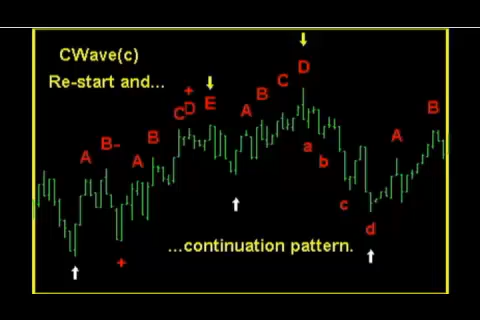 CWave(c)
Re-start and...
D
C
+
B
E
A
C D
B
B-
A
A
a
b
A
B
c
d
+
...continuation pattern.